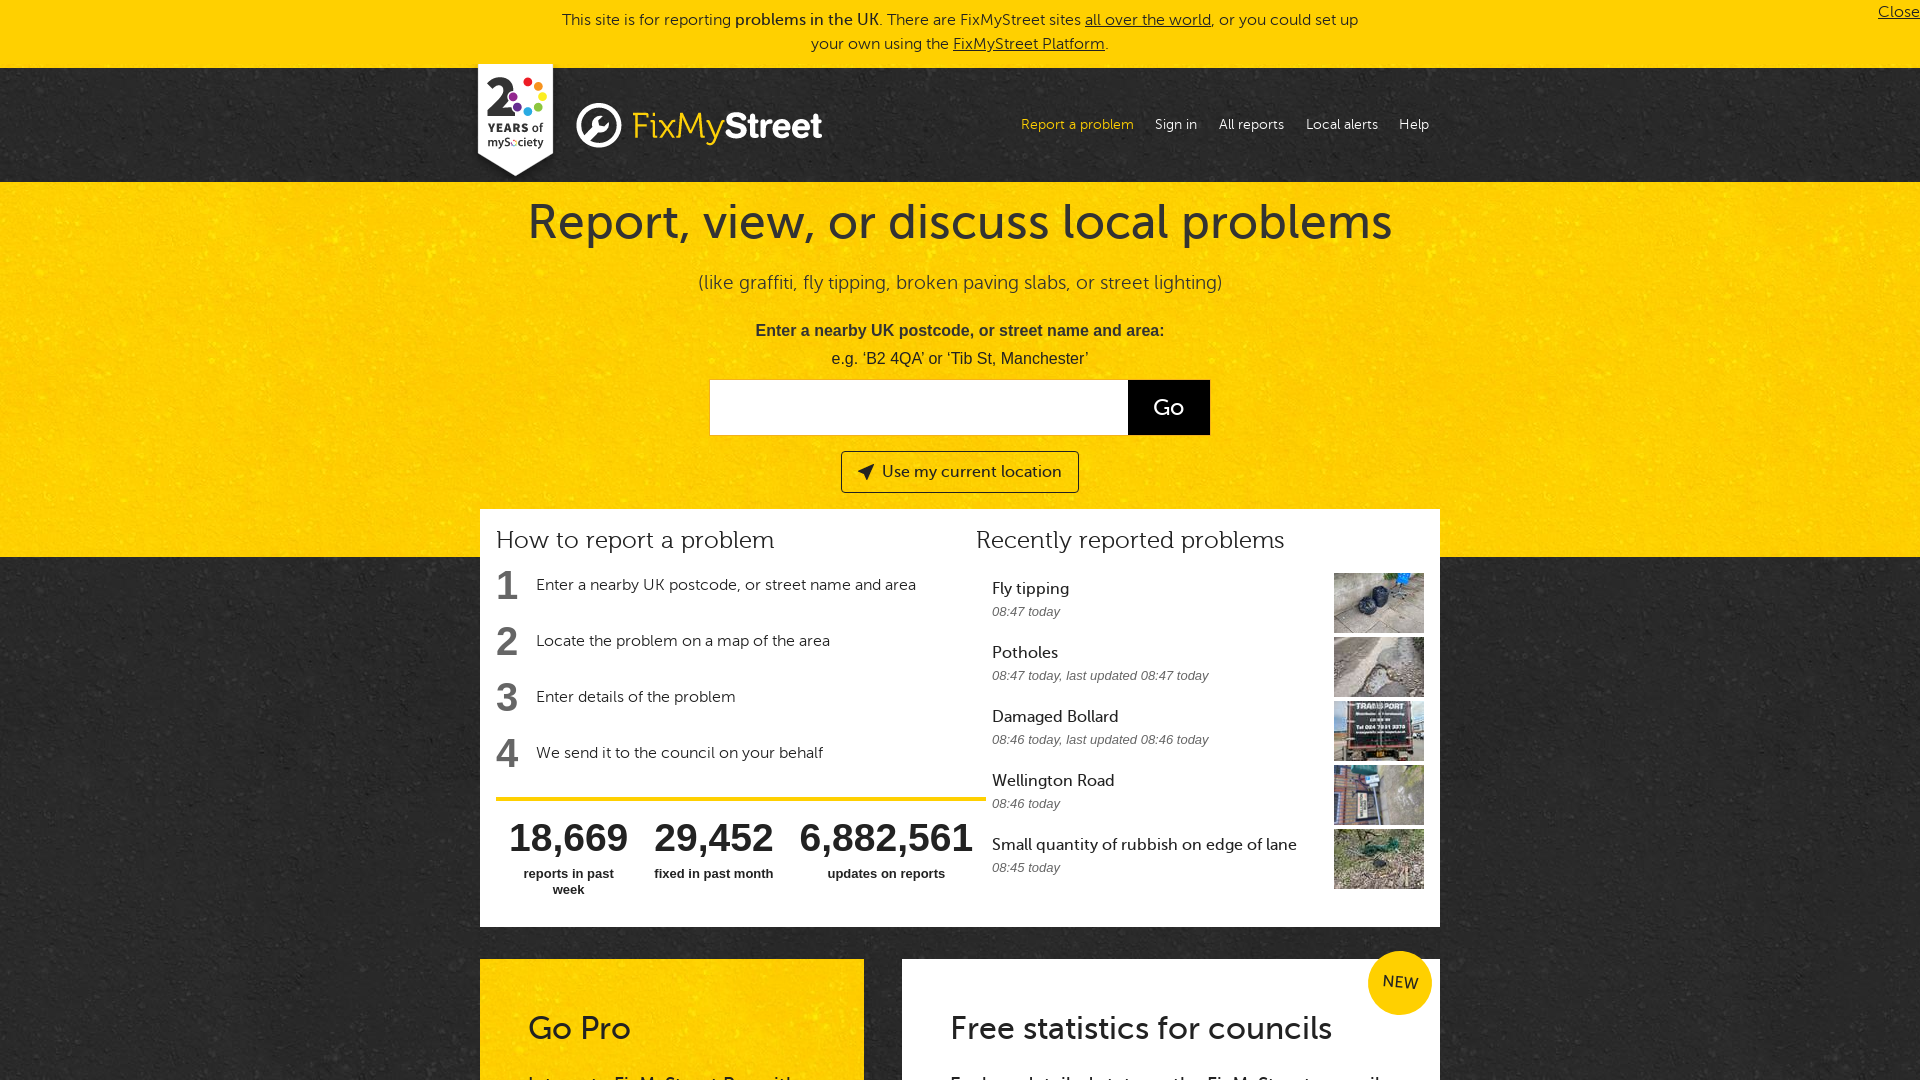 This site is for reporting problems in the UK. There are FixMyStreet sites all over the world, or you could set up
your own using the FixMyStreet Platform.
Close
20
YEARS of
mySociety
FixMyStreet
Report a problem
Sign in
All reports
Local alerts
Help
Report, view, or discuss local problems
(like graffiti, fly tipping, broken paving slabs, or street lighting)
Enter a nearby UK postcode, or street name and area:
e.g. ‘B2 4QA’ or ‘Tib St, Manchester’
Go
Use my current location
How to report a problem
1 Enter a nearby UK postcode, or street name and area
2 Locate the problem on a map of the area
3 Enter details of the problem
4 We send it to the council on your behalf
18,669
reports in past
week
29,452
fixed in past month
6,882,561
updates on reports
Recently reported problems
Fly tipping
08:47 today
Potholes
08:47 today, last updated 08:47 today
Damaged Bollard
08:46 today, last updated 08:46 today
TRANSPORT
Wellington Road
08:46 today
Small quantity of rubbish on edge of lane
08:45 today
Go Pro
NEW
Free statistics for councils